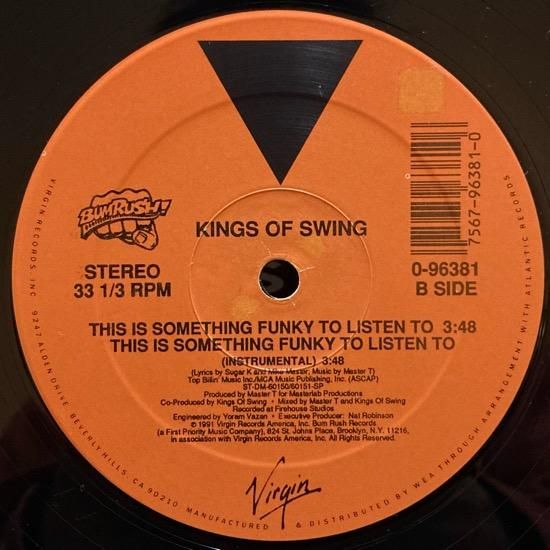 BUMRUSH!
KINGS OF SWING
7567-96381-0
STEREO
33 1/3 RPM
0-96381
B SIDE
THIS IS SOMETHING FUNKY TO LISTEN TO 3:48
THIS IS SOMETHING FUNKY TO LISTEN TO
(INSTRUMENTAL) 3:48
(Lyrics by Sugar K and Mike Master, Music by Master T)
Top Billin' Music Inc./MCA Music Publishing, Inc. (ASCAP)
ST-DM-60150/60151-SP
Produced by Master T for Masterlab Productions
Co-Produced by Kings Of Swing • Mixed by Master T and Kings Of Swing
Recorded at Firehouse Studios
Engineered by Yoram Vazan • Executive Producer: Nat Robinson
℗ © 1991 Virgin Records America, Inc. Bum Rush Records
(a First Priority Music Company), 824 St. Johns Place, Brooklyn, N.Y. 11216,
in association with Virgin Records America, Inc. All Rights Reserved.
Virgin
VIRGIN RECORDS, INC. 9247 ALDEN DRIVE, BEVERLY HILLS, CA 90210 MANUFACTURED & DISTRIBUTED BY WEA THROUGH ARRANGEMENT WITH ATLANTIC RECORDS